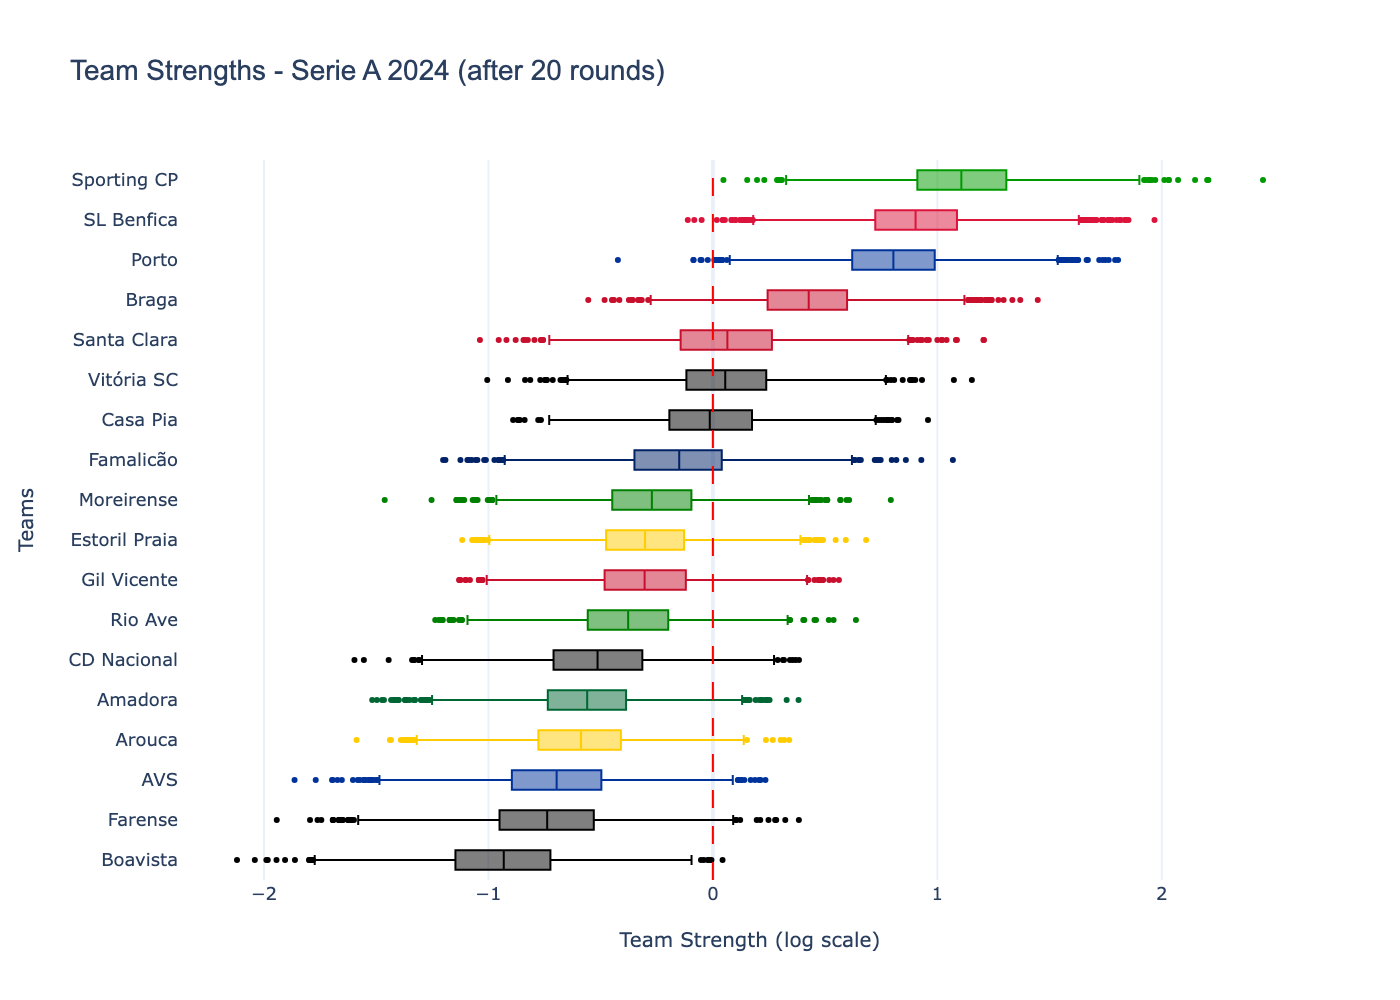 Team Strengths - Serie A 2024 (after 20 rounds)
Teams
Sporting CP
SL Benfica
Porto
Braga
Santa Clara
Vitória SC
Casa Pia
Famalicão
Moreirense
Estoril Praia
Gil Vicente
Rio Ave
CD Nacional
Amadora
Arouca
AVS
Farense
Boavista
−2 −1 0 1 2
Team Strength (log scale)